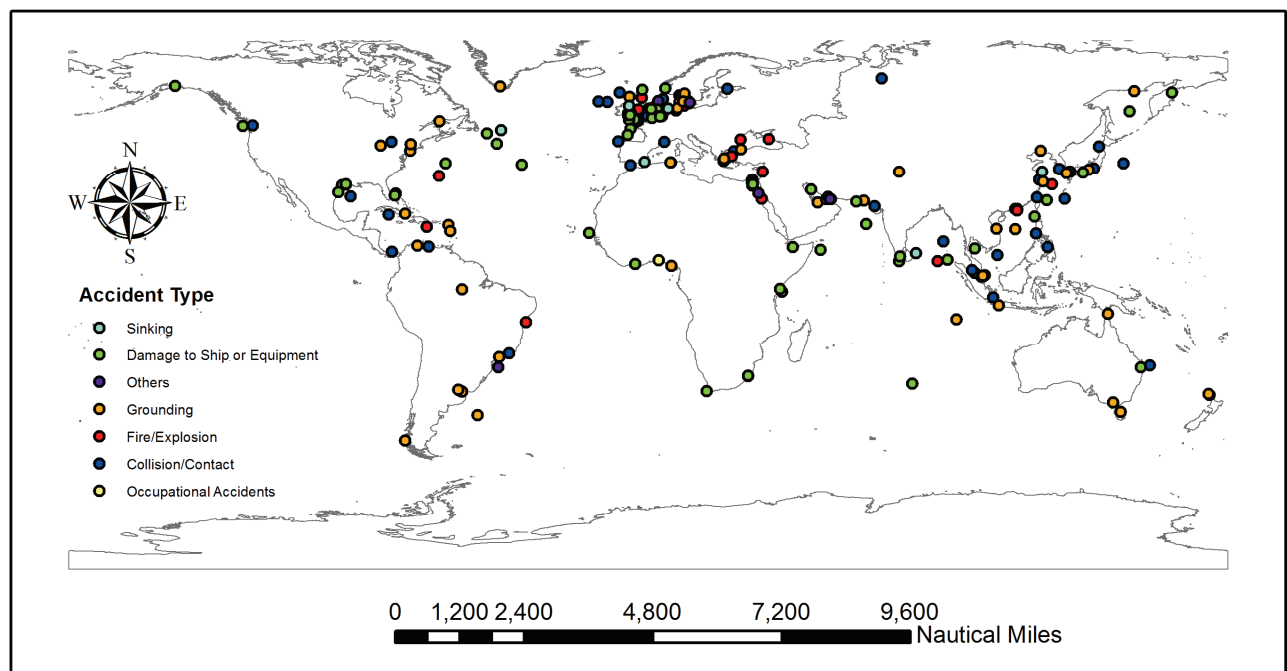 N
W E
S
Accident Type
Sinking
Damage to Ship or Equipment
Others
Grounding
Fire/Explosion
Collision/Contact
Occupational Accidents
0 1,200 2,400 4,800 7,200 9,600
Nautical Miles